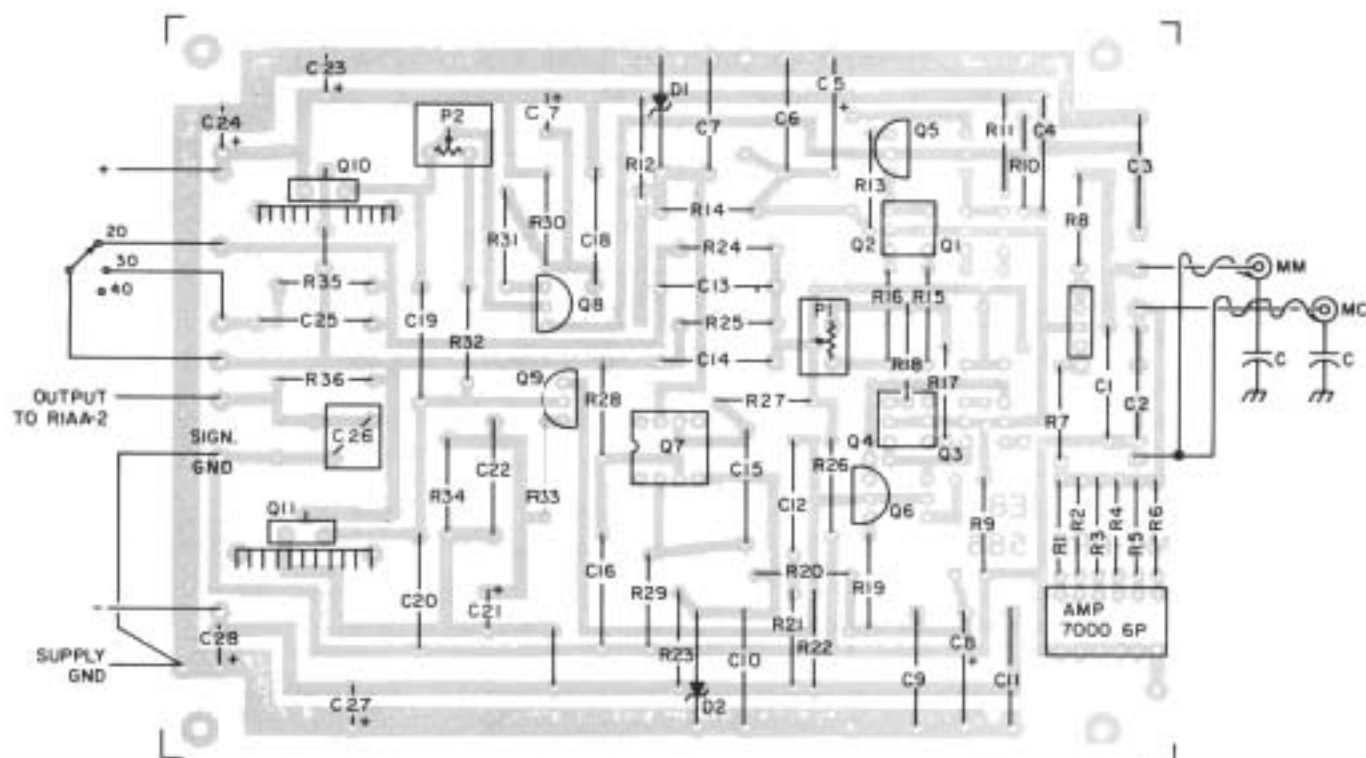 C23
+
C24
+
+
P2
+
C 7
D1
C7
C6
C5
+
Q5
R11
C4
R10
C3
Q10
R12
R13
R31
R30
C18
R14
R8
20
30
40
R35
C25
C19
R32
Q8
R24
C13
R25
C14
Q2
Q1
R16
R15
P1
R18
R17
MM
MC
C
C
R36
OUTPUT
TO RIAA-2
SIGN.
GND
C 26
Q9
R28
R27
Q7
Q4
Q3
R7
C1
C2
Q11
R34
C22
R33
C15
C12
R26
Q6
R9
R1
R2
R3
R4
R5
R6
-
C20
+
C21
C16
R29
R20
R19
R21
R22
AMP
7000 6P
SUPPLY
GND
C28
+
C27
+
R23
C10
D2
C9
C8
+
C11